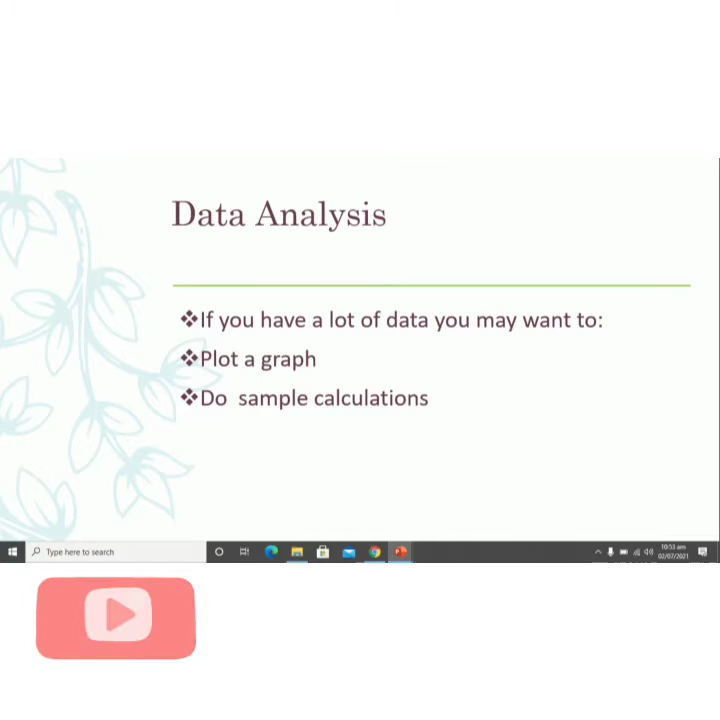 Data Analysis
❖If you have a lot of data you may want to:
❖Plot a graph
❖Do sample calculations
Type here to search
10:53 am
02/07/2021